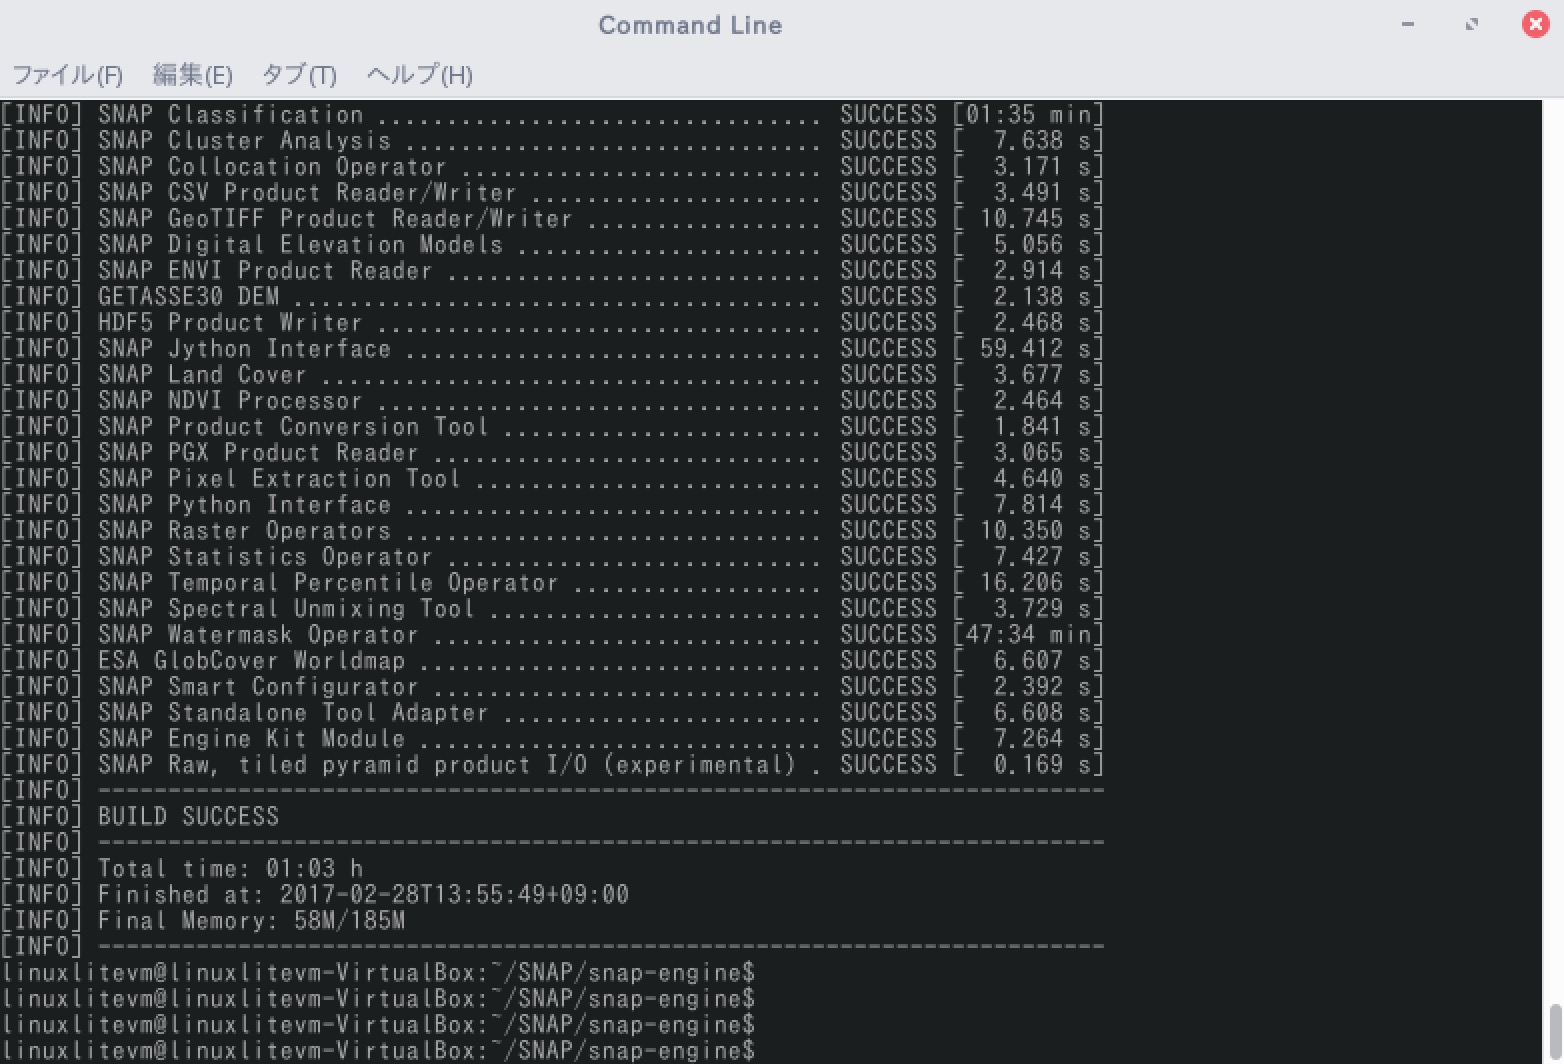 Command Line
ファイル(F) 編集(E) タブ(T) ヘルプ(H)
[INFO] SNAP Classification ................................ SUCCESS [01:35 min]
[INFO] SNAP Cluster Analysis .............................. SUCCESS [  7.638 s]
[INFO] SNAP Collocation Operator .......................... SUCCESS [  3.171 s]
[INFO] SNAP CSV Product Reader/Writer ..................... SUCCESS [  3.491 s]
[INFO] SNAP GeoTIFF Product Reader/Writer ................. SUCCESS [ 10.745 s]
[INFO] SNAP Digital Elevation Models ...................... SUCCESS [  5.056 s]
[INFO] SNAP ENVI Product Reader ........................... SUCCESS [  2.914 s]
[INFO] GETASSE30 DEM ...................................... SUCCESS [  2.138 s]
[INFO] HDF5 Product Writer ................................ SUCCESS [  2.468 s]
[INFO] SNAP Jython Interface .............................. SUCCESS [ 59.412 s]
[INFO] SNAP Land Cover .................................... SUCCESS [  3.677 s]
[INFO] SNAP NDVI Processor ................................ SUCCESS [  2.464 s]
[INFO] SNAP Product Conversion Tool ....................... SUCCESS [  1.841 s]
[INFO] SNAP PGX Product Reader ............................ SUCCESS [  3.065 s]
[INFO] SNAP Pixel Extraction Tool ......................... SUCCESS [  4.640 s]
[INFO] SNAP Python Interface .............................. SUCCESS [  7.814 s]
[INFO] SNAP Raster Operators .............................. SUCCESS [ 10.350 s]
[INFO] SNAP Statistics Operator ........................... SUCCESS [  7.427 s]
[INFO] SNAP Temporal Percentile Operator .................. SUCCESS [ 16.206 s]
[INFO] SNAP Spectral Unmixing Tool ........................ SUCCESS [  3.729 s]
[INFO] SNAP Watermask Operator ............................ SUCCESS [47:34 min]
[INFO] ESA GlobCover Worldmap ............................. SUCCESS [  6.607 s]
[INFO] SNAP Smart Configurator ............................ SUCCESS [  2.392 s]
[INFO] SNAP Standalone Tool Adapter ....................... SUCCESS [  6.608 s]
[INFO] SNAP Engine Kit Module ............................. SUCCESS [  7.264 s]
[INFO] SNAP Raw, tiled pyramid product I/O (experimental) . SUCCESS [  0.169 s]
[INFO] ------------------------------------------------------------------------
[INFO] BUILD SUCCESS
[INFO] ------------------------------------------------------------------------
[INFO] Total time: 01:03 h
[INFO] Finished at: 2017-02-28T13:55:49+09:00
[INFO] Final Memory: 58M/185M
[INFO] ------------------------------------------------------------------------
linuxlitevm@linuxlitevm-VirtualBox:~/SNAP/snap-engine$
linuxlitevm@linuxlitevm-VirtualBox:~/SNAP/snap-engine$
linuxlitevm@linuxlitevm-VirtualBox:~/SNAP/snap-engine$
linuxlitevm@linuxlitevm-VirtualBox:~/SNAP/snap-engine$